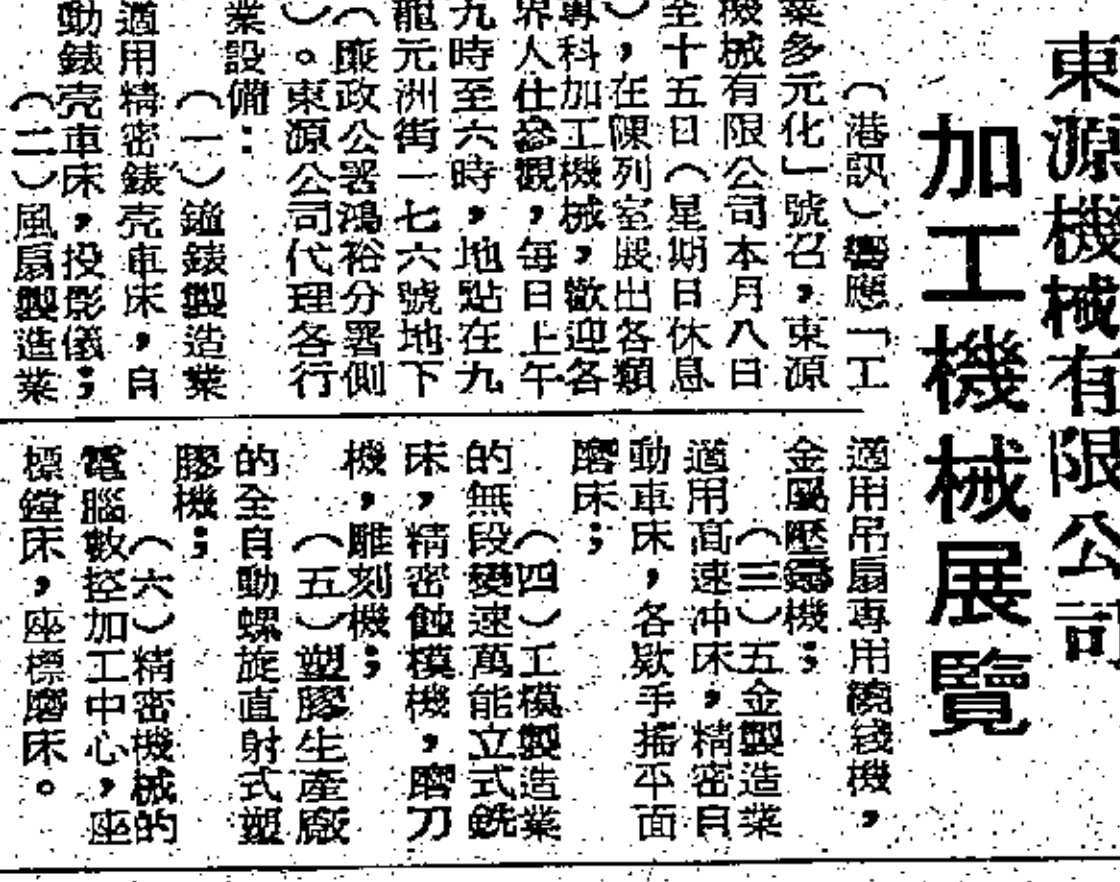 東源機械有限公司
加工機械展覽
（港訊）響應「工
業多元化」號召，東源
機械有限公司本月八日
至十五日（星期日休息
），在陳列室展出各類
專科加工機械，歡迎各
界人仕參觀，每日上午
九時至六時，地點在九
龍元洲街一七六號地下
（廉政公署鴻裕分署側
）。東源公司代理各行
業設備：
（一）鐘錶製造業
適用精密錶壳車床，自
動錶壳車床，投影儀；
（二）風扇製造業
適用吊扇專用繞綫機，
金屬壓鑄機；
（三）五金製造業
適用高速冲床，精密自
動車床，各欵手搖平面
磨床；
（四）工模製造業
的無段變速萬能立式銑
床，精密蝕模機，磨刀
機，雕刻機；
（五）塑膠生產廠
的全自動螺旋直射式塑
膠機；
（六）精密機械的
電腦數控加工中心，座
標鏜床，座標磨床。